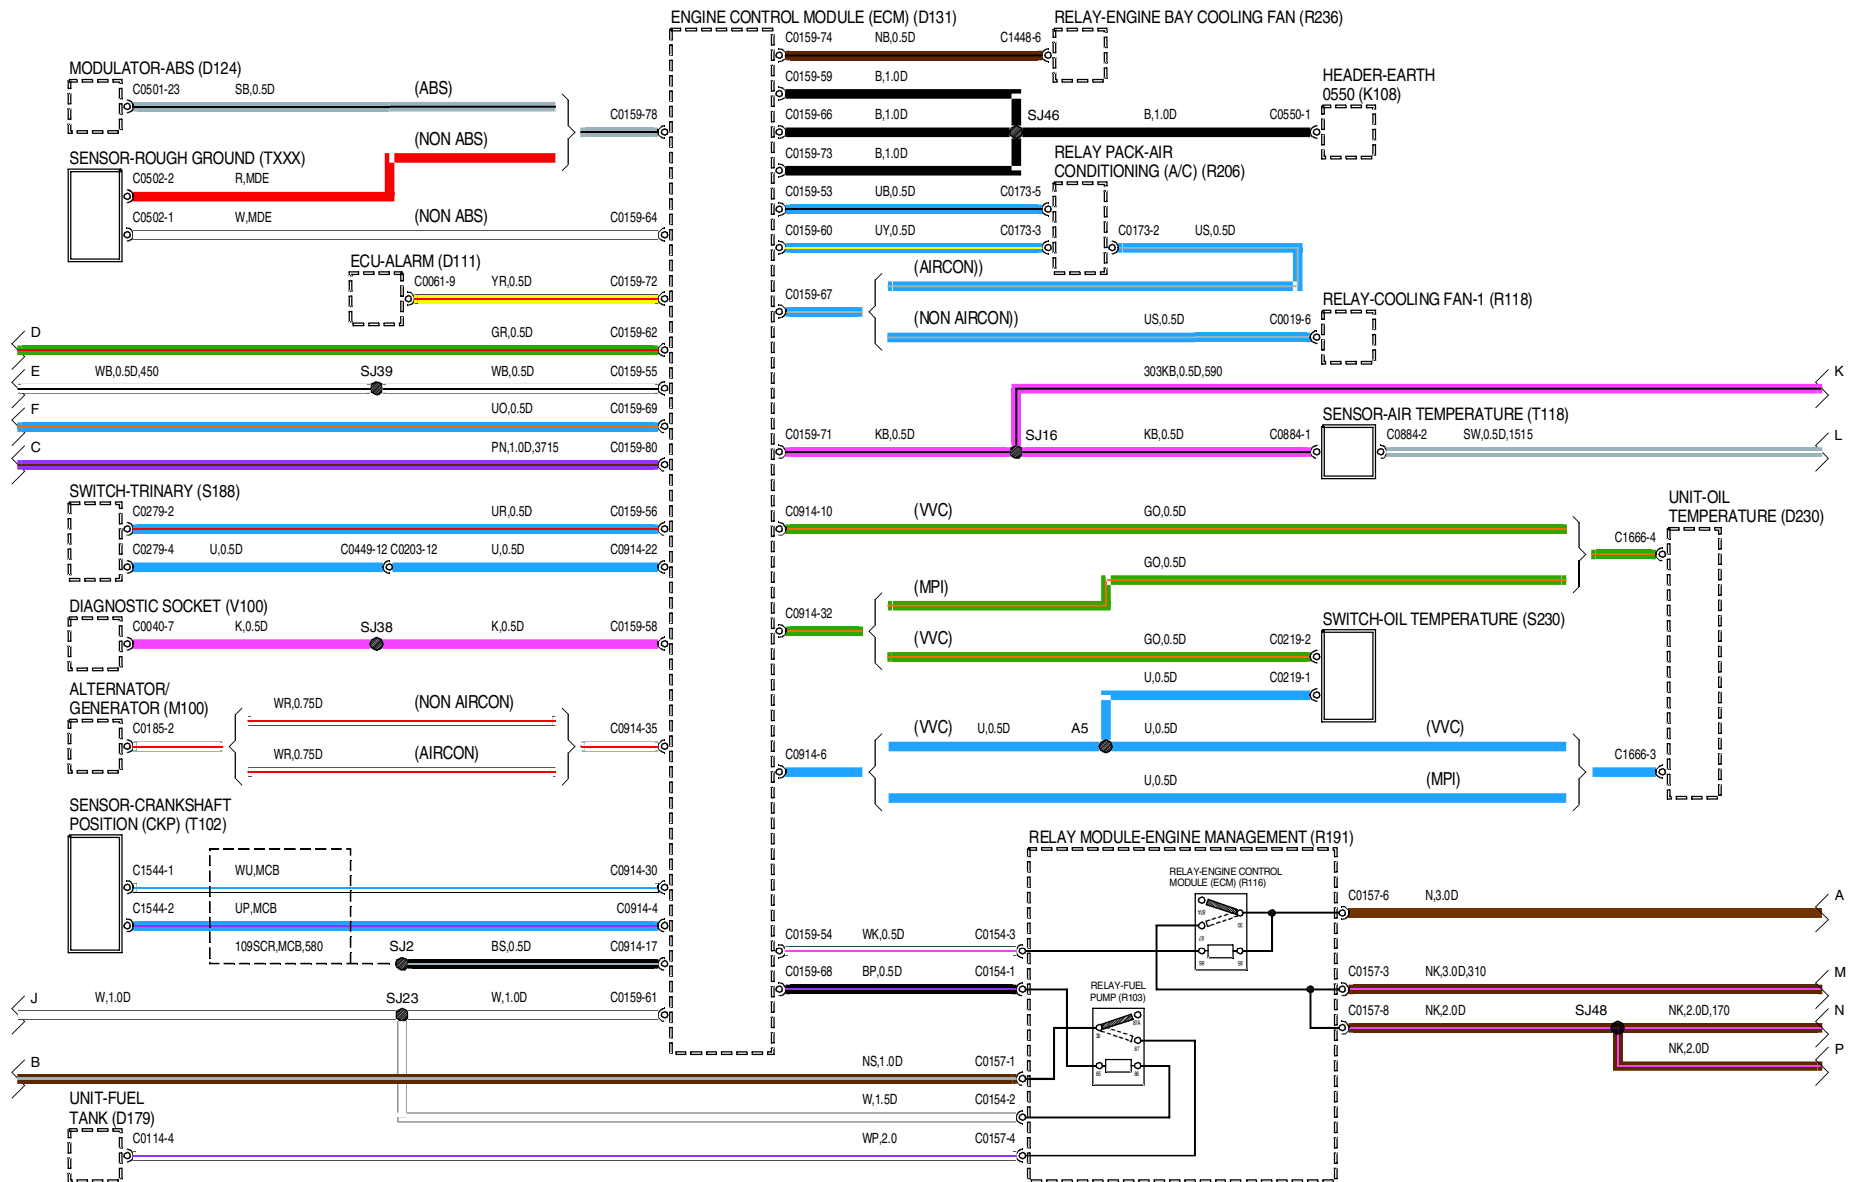 ENGINE CONTROL MODULE (ECM) (D131)
RELAY-ENGINE BAY COOLING FAN (R236)
C0159-74 NB,0.5D C1448-6
MODULATOR-ABS (D124)
C0501-23 SB,0.5D (ABS)
C0159-78
(NON ABS)
SENSOR-ROUGH GROUND (TXXX)
C0502-2 R,MDE
C0502-1 W,MDE (NON ABS) C0159-64
ECU-ALARM (D111)
C0061-9 YR,0.5D C0159-72
D GR,0.5D C0159-62
E WB,0.5D,450 SJ39 WB,0.5D C0159-55
F UO,0.5D C0159-69
C PN,1.0D,3715 C0159-80
SWITCH-TRINARY (S188)
C0279-2 UR,0.5D C0159-56
C0279-4 U,0.5D C0449-12 C0203-12 U,0.5D C0914-22
DIAGNOSTIC SOCKET (V100)
C0040-7 K,0.5D SJ38 K,0.5D C0159-58
ALTERNATOR/
GENERATOR (M100)
WR,0.75D (NON AIRCON)
C0185-2 C0914-35
WR,0.75D (AIRCON)
SENSOR-CRANKSHAFT
POSITION (CKP) (T102)
C1544-1 WU,MCB C0914-30
C1544-2 UP,MCB C0914-4
109SCR,MCB,580 SJ2 BS,0.5D C0914-17
J W,1.0D SJ23 W,1.0D C0159-61
B NS,1.0D C0157-1
UNIT-FUEL
TANK (D179)
W,1.5D C0154-2
C0114-4 WP,2.0 C0157-4
C0159-59 B,1.0D
HEADER-EARTH
0550 (K108)
C0159-66 B,1.0D SJ46 B,1.0D C0550-1
C0159-73 B,1.0D
RELAY PACK-AIR
CONDITIONING (A/C) (R206)
C0159-53 UB,0.5D C0173-5
C0159-60 UY,0.5D C0173-3 C0173-2 US,0.5D
(AIRCON))
C0159-67
RELAY-COOLING FAN-1 (R118)
(NON AIRCON)) US,0.5D C0019-6
303KB,0.5D,590 K
SENSOR-AIR TEMPERATURE (T118)
C0159-71 KB,0.5D SJ16 KB,0.5D C0884-1 C0884-2 SW,0.5D,1515 L
UNIT-OIL
TEMPERATURE (D230)
C0914-10 (VVC) GO,0.5D
C1666-4
GO,0.5D
(MPI)
C0914-32
SWITCH-OIL TEMPERATURE (S230)
(VVC) GO,0.5D C0219-2
U,0.5D C0219-1
(VVC) U,0.5D A5 U,0.5D (VVC)
C0914-6 C1666-3
U,0.5D (MPI)
RELAY MODULE-ENGINE MANAGEMENT (R191)
RELAY-ENGINE CONTROL
MODULE (ECM) (R116)
87A
30
87
86
85
C0157-6 N,3.0D A
C0159-54 WK,0.5D C0154-3
C0159-68 BP,0.5D C0154-1
C0157-3 NK,3.0D,310 M
RELAY-FUEL
PUMP (R103)
87A
30
87
85
86
C0157-8 NK,2.0D SJ48 NK,2.0D,170 N
NK,2.0D P